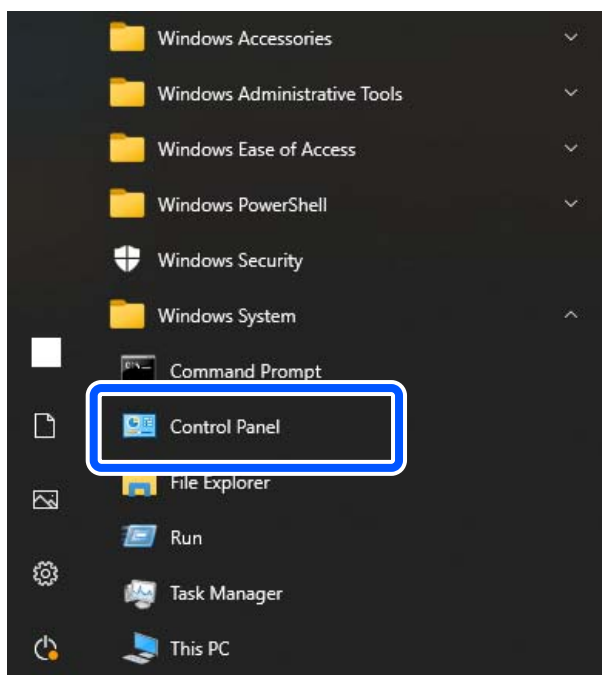 Windows Accessories
Windows Administrative Tools
Windows Ease of Access
Windows PowerShell
Windows Security
Windows System
Command Prompt
Control Panel
File Explorer
Run
Task Manager
This PC